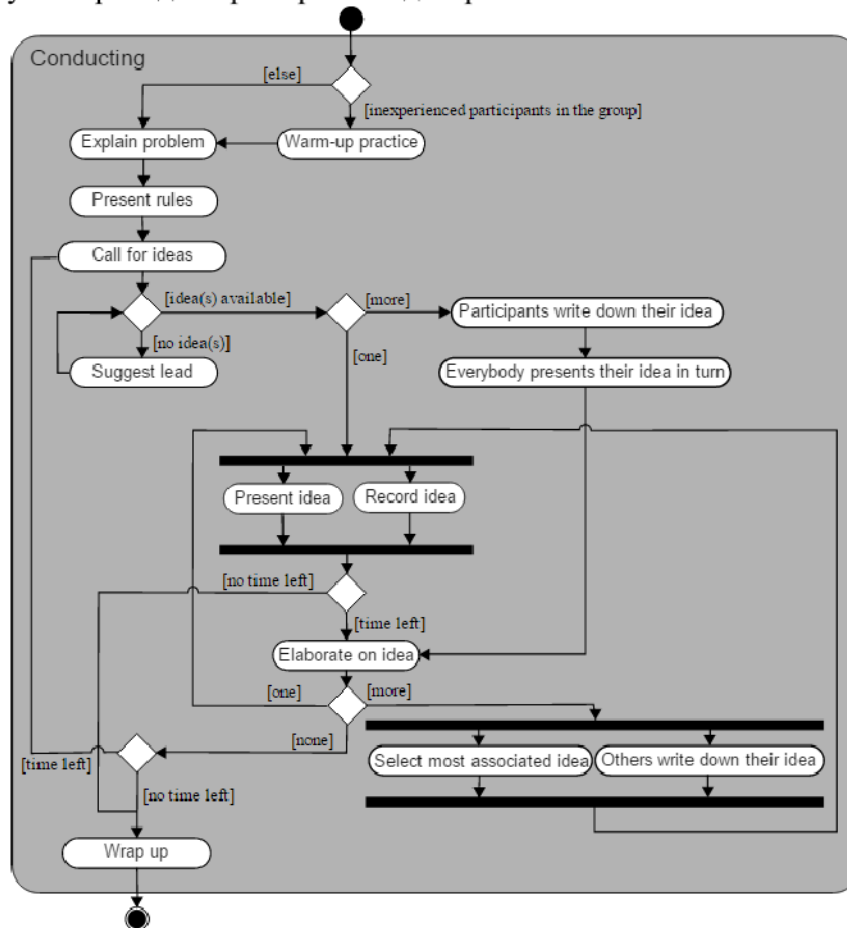 Conducting
[else]
[inexperienced participants in the group]
Explain problem
Warm-up practice
Present rules
Call for ideas
[idea(s) available]
[more]
Participants write down their idea
[no idea(s)]
[one]
Suggest lead
Everybody presents their idea in turn
Present idea
Record idea
[no time left]
[time left]
Elaborate on idea
[one]
[more]
[none]
[time left]
Select most associated idea
Others write down their idea
[no time left]
Wrap up